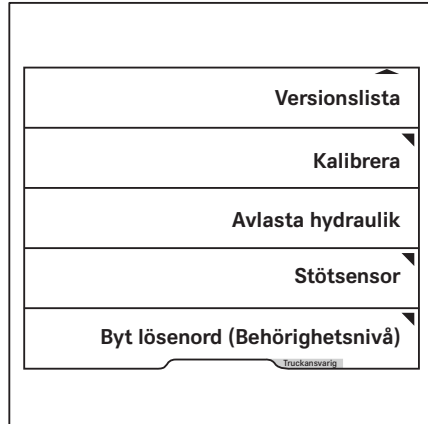 Versionslista
Kalibrera
Avlasta hydraulik
Stötsensor
Byt lösenord (Behörighetsnivå)
Truckansvarig